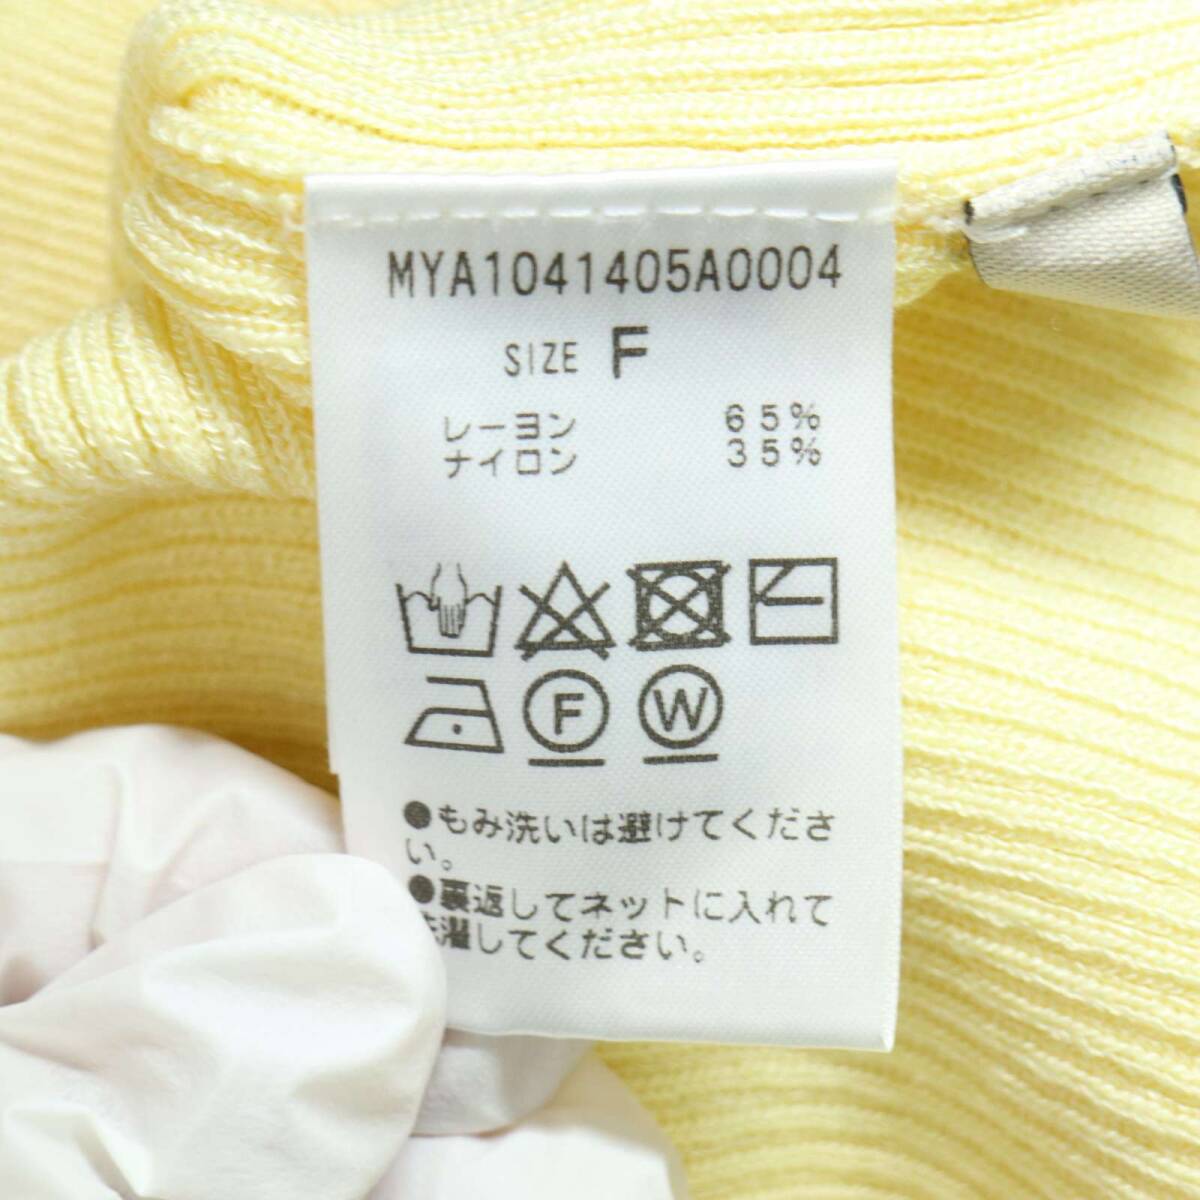 MYA1041405A0004
SIZE F
レーヨン 65%
ナイロン 35%
F W
●もみ洗いは避けてくださ
い。
●裏返してネットに入れて
洗濯してください。